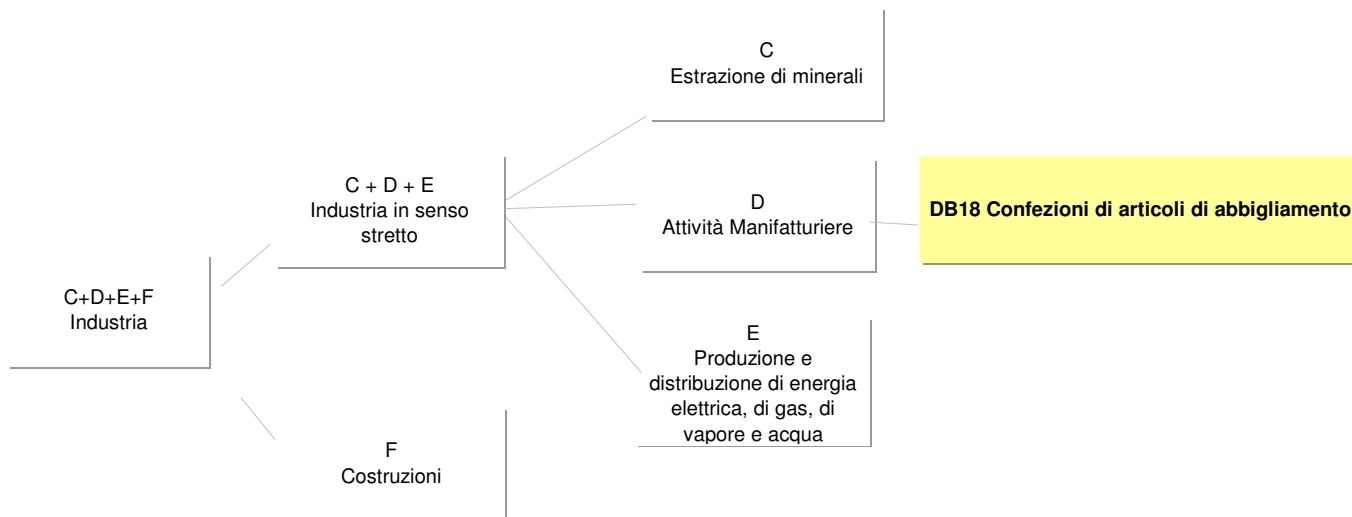 C+D+E+F
Industria
C + D + E
Industria in senso
stretto
F
Costruzioni
C
Estrazione di minerali
D
Attività Manifatturiere
E
Produzione e
distribuzione di energia
elettrica, di gas, di
vapore e acqua
DB18 Confezioni di articoli di abbigliamento